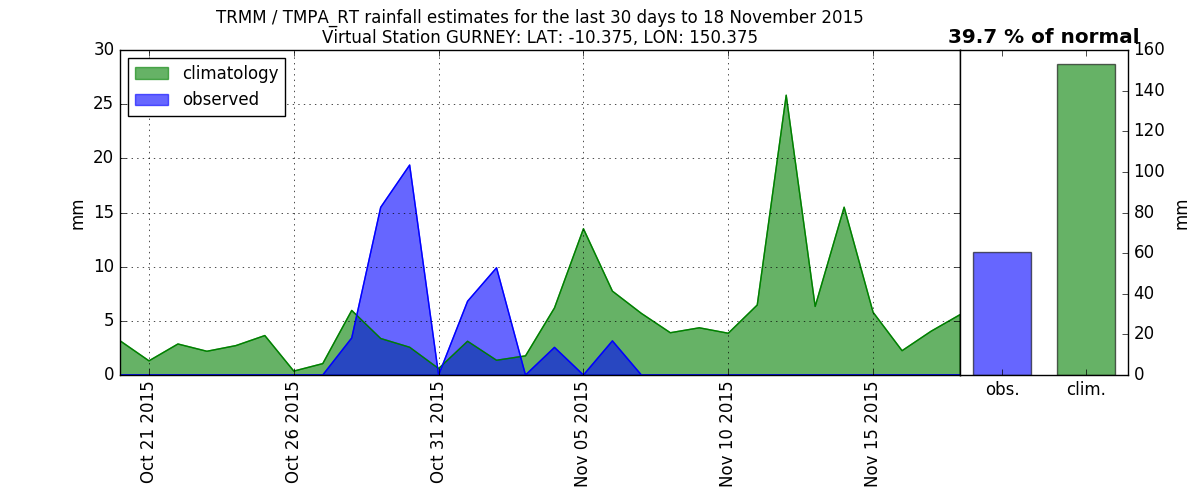 TRMM / TMPA_RT rainfall estimates for the last 30 days to 18 November 2015
Virtual Station GURNEY: LAT: -10.375, LON: 150.375
39.7 % of normal
climatology
observed
30
25
20
15
10
5
0
mm
Oct 21 2015
Oct 26 2015
Oct 31 2015
Nov 05 2015
Nov 10 2015
Nov 15 2015
160
140
120
100
80
60
40
20
0
mm
obs.
clim.